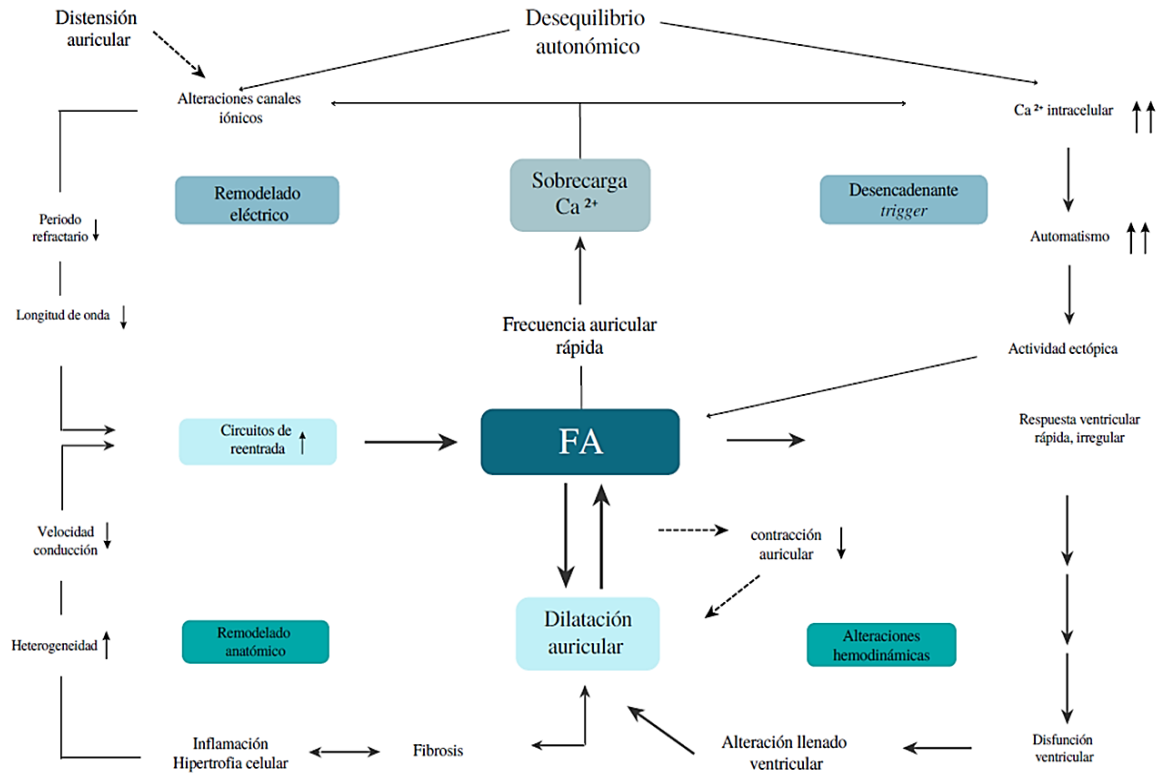 Distensión
auricular
Desequilibrio
autonómico
Alteraciones canales
iónicos
Ca ²⁺ intracelular
Remodelado
eléctrico
Sobrecarga
Ca ²⁺
Desencadenante
trigger
Periodo
refractario
Automatismo
Longitud de onda
Frecuencia auricular
rápida
Actividad ectópica
Circuitos de
reentrada
FA
Respuesta ventricular
rápida, irregular
Velocidad
conducción
contracción
auricular
Heterogeneidad
Remodelado
anatómico
Dilatación
auricular
Alteraciones
hemodinámicas
Inflamación
Hipertrofia celular
Fibrosis
Alteración llenado
ventricular
Disfunción
ventricular